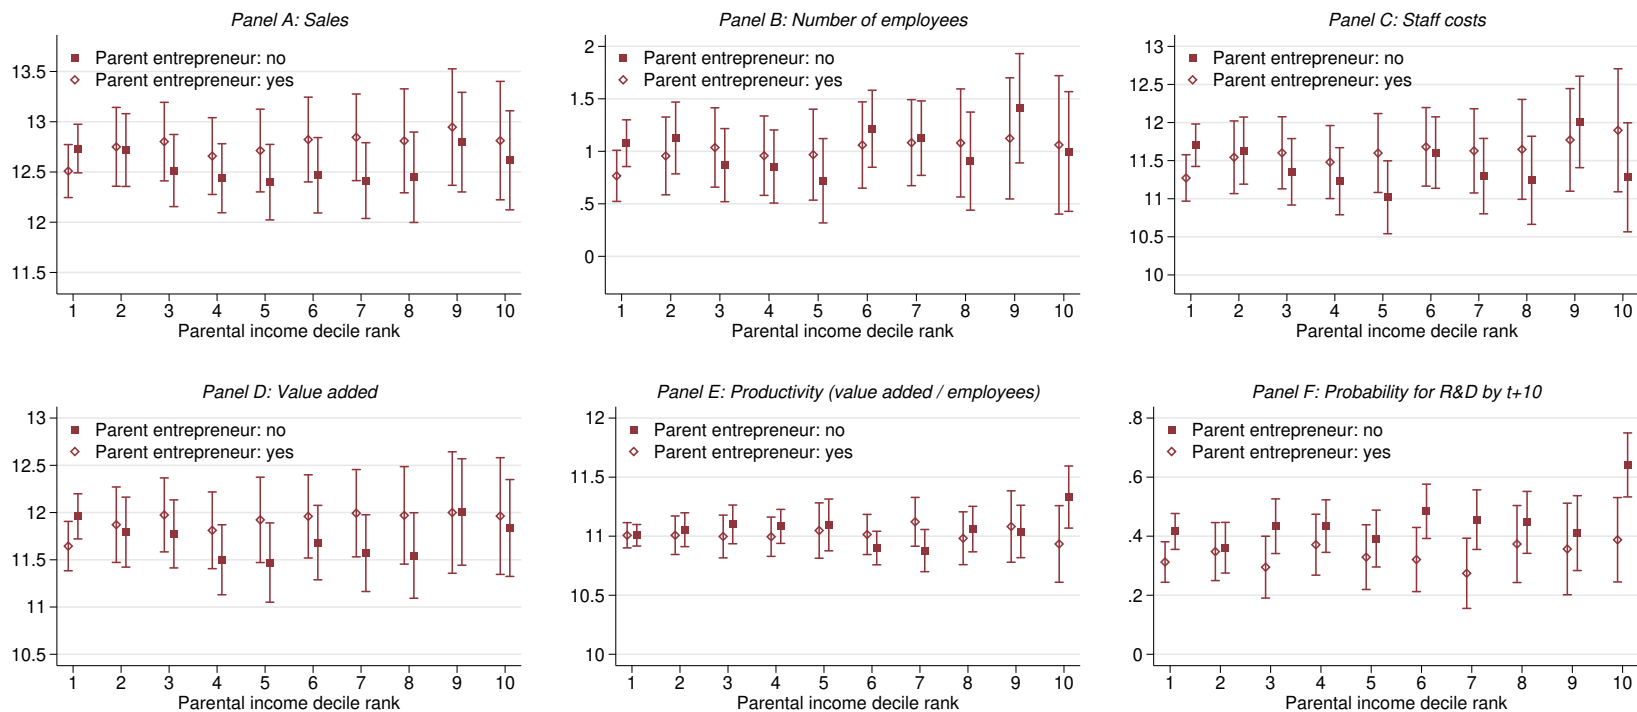 Panel A: Sales
Parent entrepreneur: no
Parent entrepreneur: yes
13.5
13
12.5
12
11.5
1 2 3 4 5 6 7 8 9 10
Parental income decile rank
Panel B: Number of employees
Parent entrepreneur: no
Parent entrepreneur: yes
2
1.5
1
.5
0
1 2 3 4 5 6 7 8 9 10
Parental income decile rank
Panel C: Staff costs
Parent entrepreneur: no
Parent entrepreneur: yes
13
12.5
12
11.5
11
10.5
10
1 2 3 4 5 6 7 8 9 10
Parental income decile rank
Panel D: Value added
Parent entrepreneur: no
Parent entrepreneur: yes
13
12.5
12
11.5
11
10.5
1 2 3 4 5 6 7 8 9 10
Parental income decile rank
Panel E: Productivity (value added / employees)
Parent entrepreneur: no
Parent entrepreneur: yes
12
11.5
11
10.5
10
1 2 3 4 5 6 7 8 9 10
Parental income decile rank
Panel F: Probability for R&D by t+10
Parent entrepreneur: no
Parent entrepreneur: yes
.8
.6
.4
.2
0
1 2 3 4 5 6 7 8 9 10
Parental income decile rank